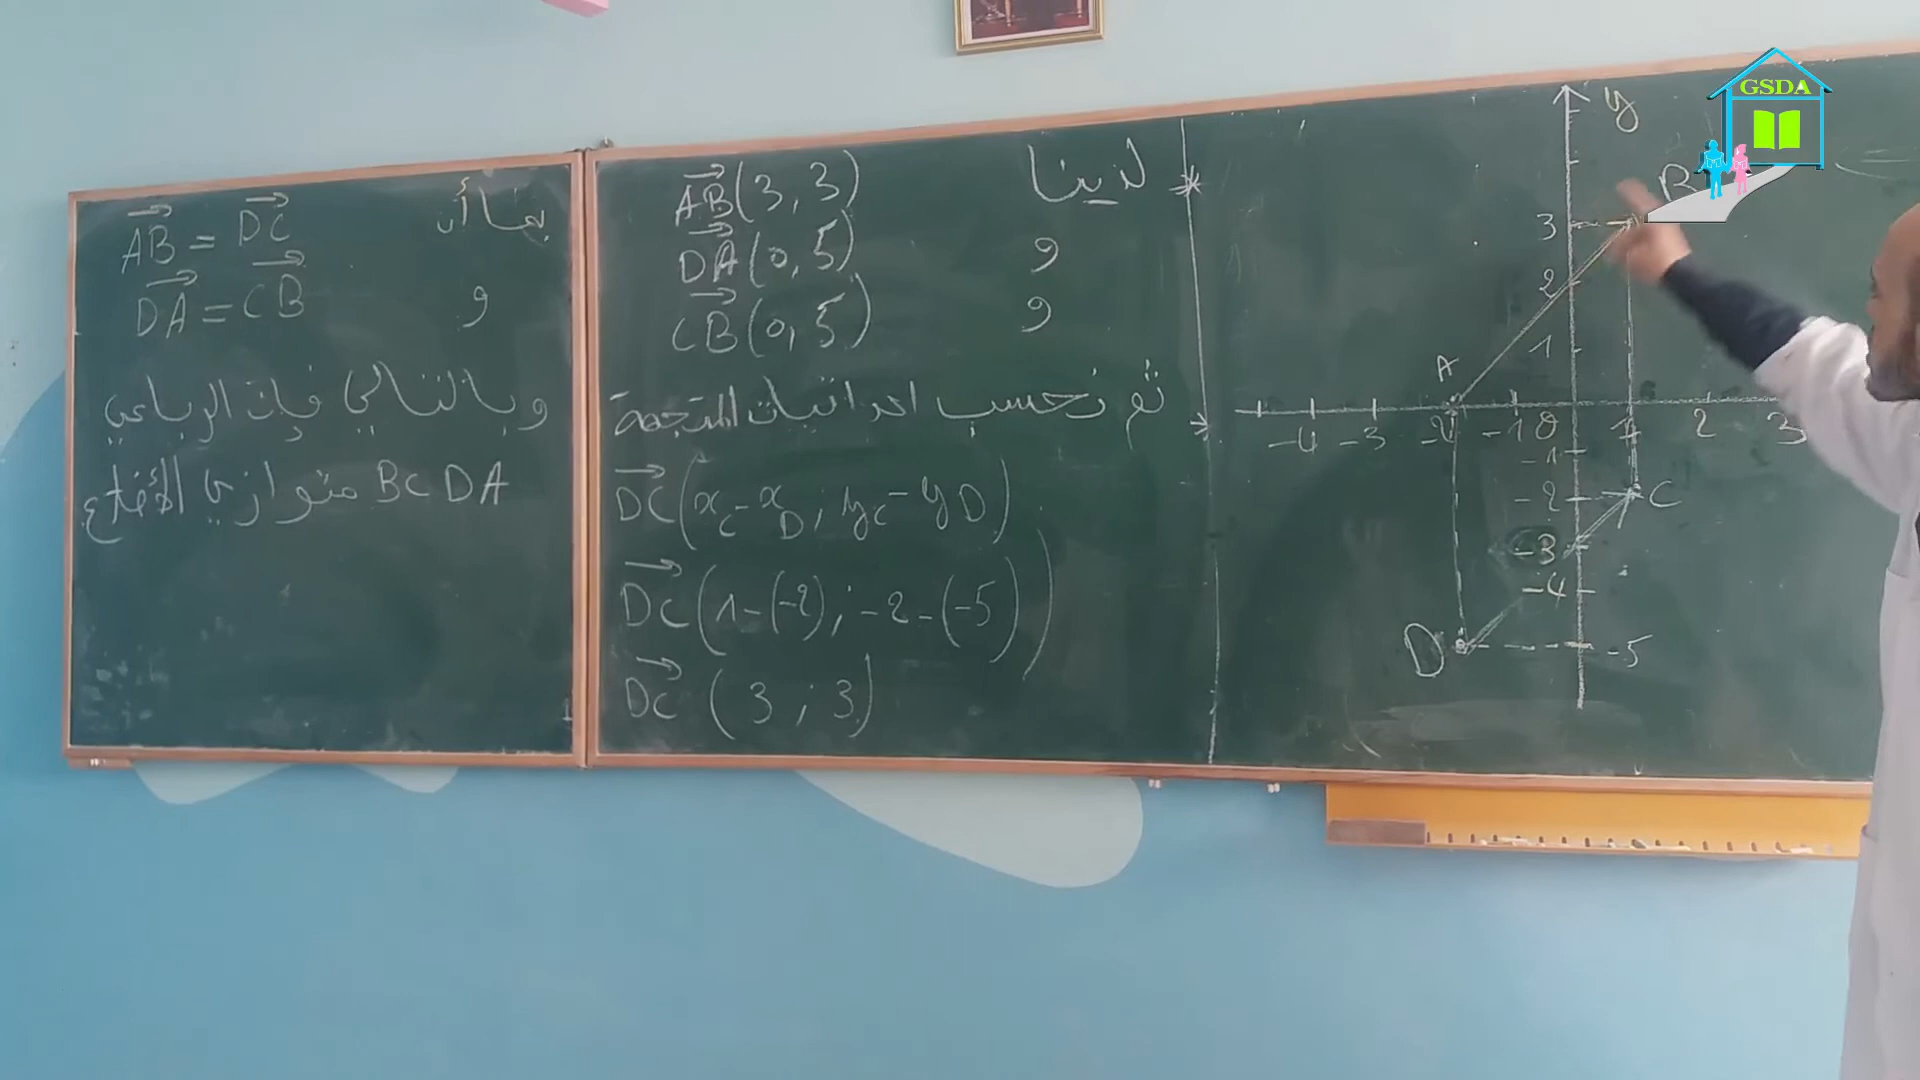 بما أن
AB = DC
و
DA = CB
وبالتالي فإن الرباعي
BCDA متوازي الأضلاع
لدينا
AB(3, 3)
و
DA(0, 5)
و
CB(0, 5)
ثم نحسب احداثيات المتجهة
DC(xC - xD ; yC - yD)
DC(1-(-2) ; -2-(-5))
DC (3 ; 3)
y
B
3
2
1
A
-4 -3 -2 -1 0 1 2 3
-1
-2 C
-3
-4
D -5
GSDA